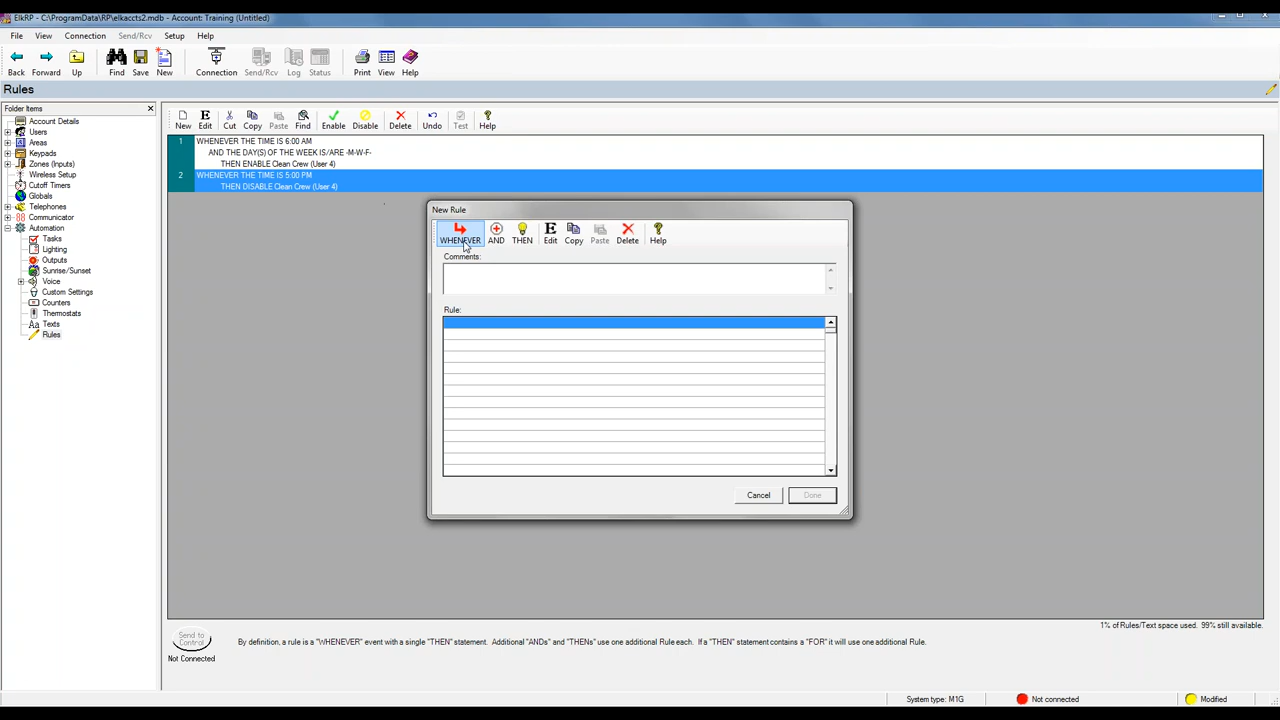 ElkRP - C:\ProgramData\RP\elkaccts2.mdb - Account: Training (Untitled)
File View Connection Send/Rcv Setup Help
Back Forward Up Find Save New Connection Send/Rcv Log Status Print View Help
Rules
Folder Items
Account Details
Users
Areas
Keypads
Zones (Inputs)
Wireless Setup
Cutoff Timers
Globals
Telephones
Communicator
Automation
Tasks
Lighting
Outputs
Sunrise/Sunset
Voice
Custom Settings
Counters
Thermostats
Texts
Rules
New Edit Cut Copy Paste Find Enable Disable Delete Undo Test Help
1 WHENEVER THE TIME IS 6:00 AM
AND THE DAY(S) OF THE WEEK IS/ARE -M-W-F-
THEN ENABLE Clean Crew (User 4)
2 WHENEVER THE TIME IS 5:00 PM
THEN DISABLE Clean Crew (User 4)
New Rule
WHENEVER AND THEN Edit Copy Paste Delete Help
Comments:
Rule:
Cancel Done
1% of Rules/Text space used. 99% still available.
Send to
Control
Not Connected
By definition, a rule is a "WHENEVER" event with a single "THEN" statement. Additional "ANDs" and "THENs" use one additional Rule each. If a "THEN" statement contains a "FOR" it will use one additional Rule.
System type: M1G Not connected Modified